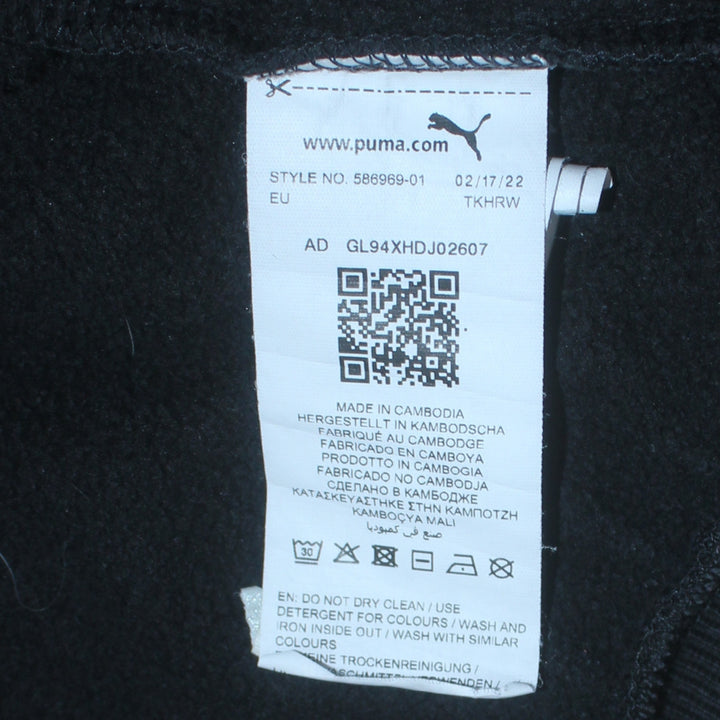 www.puma.com
STYLE NO. 586969-01 02/17/22
EU TKHRW
AD GL94XHDJ02607
MADE IN CAMBODIA
HERGESTELLT IN KAMBODSCHA
FABRIQUÉ AU CAMBODGE
FABRICADO EN CAMBOYA
PRODOTTO IN CAMBOGIA
FABRICADO NO CAMBODJA
СДЕЛАНО В КАМБОДЖЕ
ΚΑΤΑΣΚΕΥΑΣΤΗΚΕ ΣΤΗΝ ΚΑΜΠΟΤΖΗ
KAMBOÇYA MALI
صنع في كمبوديا
30
EN: DO NOT DRY CLEAN / USE
DETERGENT FOR COLOURS / WASH AND
IRON INSIDE OUT / WASH WITH SIMILAR
COLOURS
TROCKENREINIGUNG /